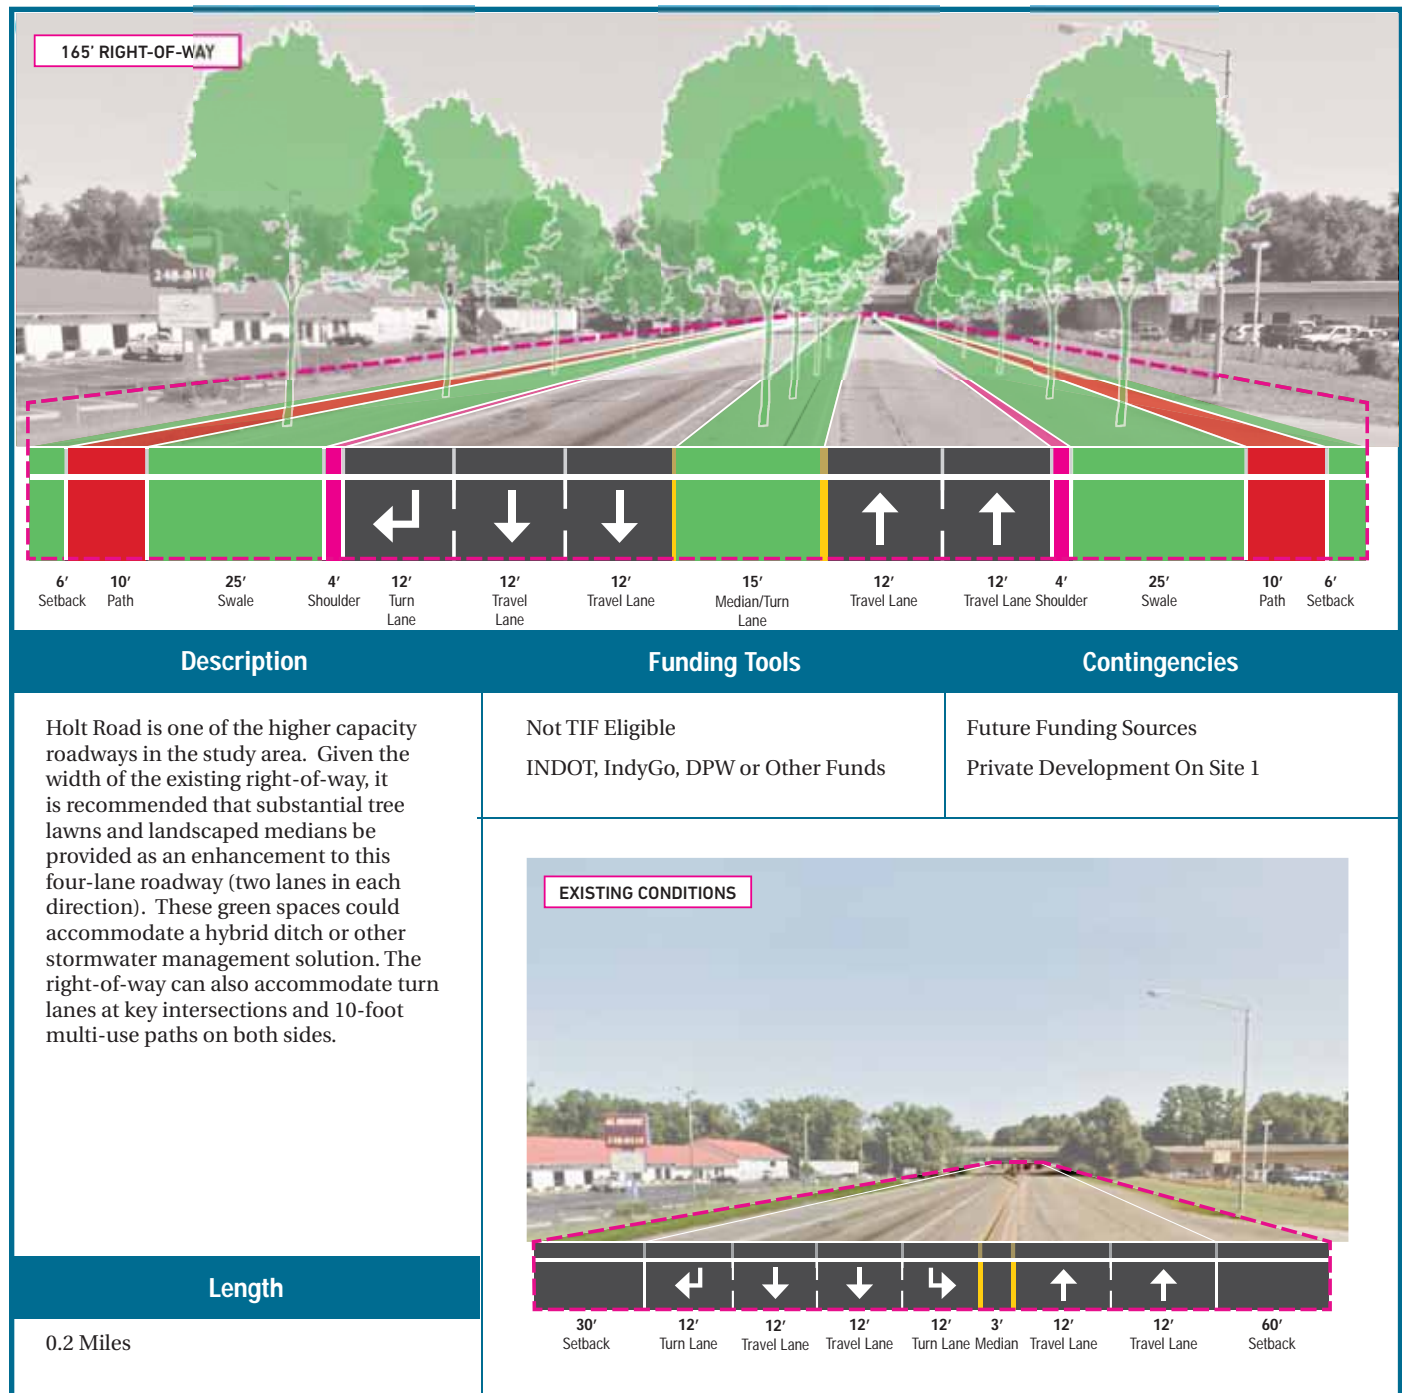 165' RIGHT-OF-WAY
6' 10' 25' 4' 12' 12' 12' 15' 12' 12' 4' 25' 10' 6'
Setback Path Swale Shoulder Turn Travel Travel Lane Median/Turn Travel Lane Travel Lane Shoulder Swale Path Setback
Lane Lane Lane
Description
Funding Tools
Contingencies
Holt Road is one of the higher capacity
roadways in the study area.  Given the
width of the existing right-of-way, it
is recommended that substantial tree
lawns and landscaped medians be
provided as an enhancement to this
four-lane roadway (two lanes in each
direction).  These green spaces could
accommodate a hybrid ditch or other
stormwater management solution. The
right-of-way can also accommodate turn
lanes at key intersections and 10-foot
multi-use paths on both sides.
Not TIF Eligible
INDOT, IndyGo, DPW or Other Funds
Future Funding Sources
Private Development On Site 1
EXISTING CONDITIONS
30' 12' 12' 12' 12' 3' 12' 12' 60'
Setback Turn Lane Travel Lane Travel Lane Turn Lane Median Travel Lane Travel Lane Setback
Length
0.2 Miles